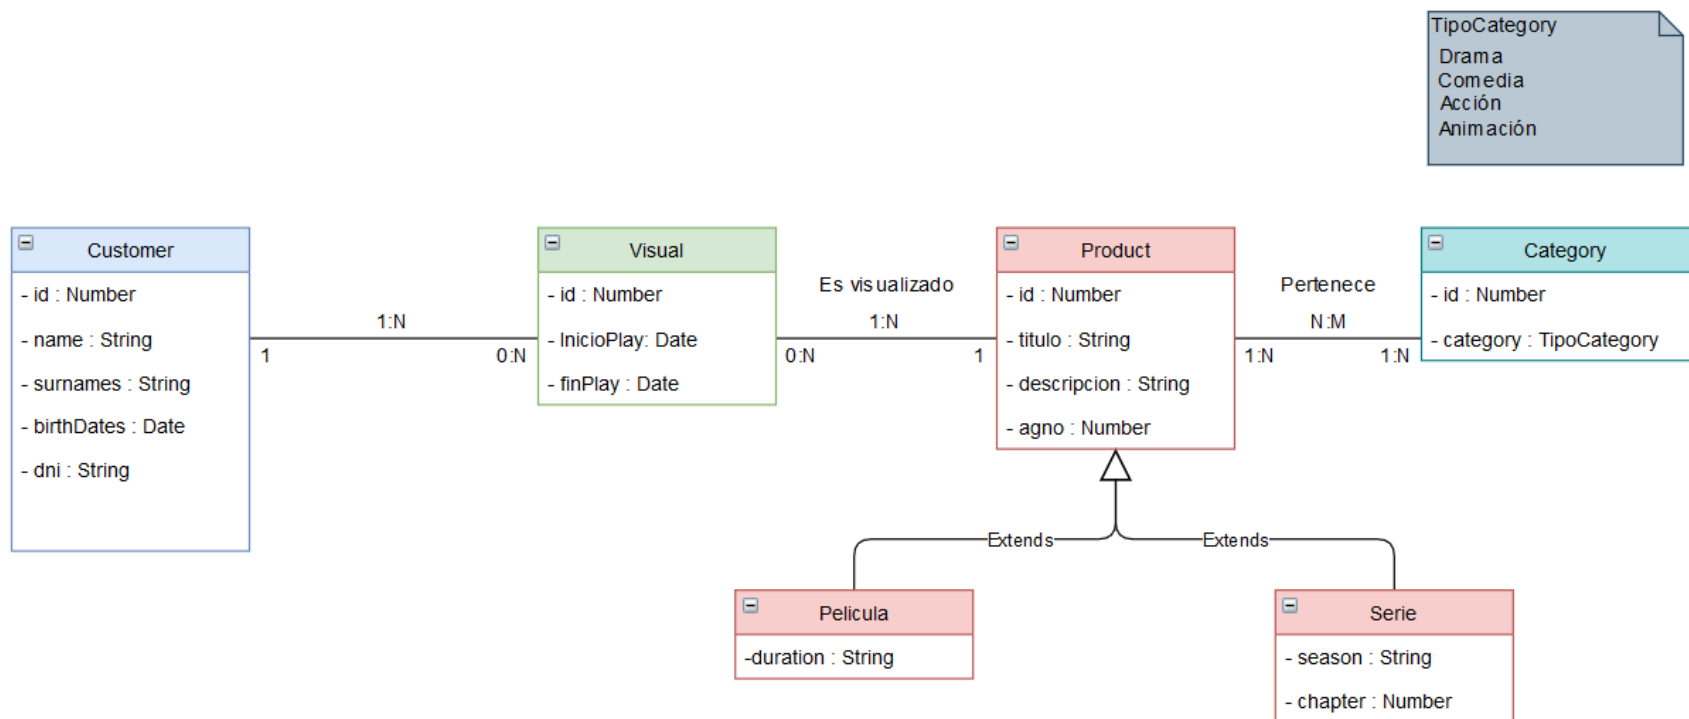 TipoCategory
Drama
Comedia
Acción
Animación
Customer
- id : Number
- name : String
- surnames : String
- birthDates : Date
- dni : String
1:N
1
0:N
Visual
- id : Number
- InicioPlay: Date
- finPlay : Date
Es visualizado
1:N
0:N
1
Product
- id : Number
- titulo : String
- descripcion : String
- agno : Number
Pertenece
N:M
1:N
1:N
Category
- id : Number
- category : TipoCategory
Extends
Extends
Pelicula
-duration : String
Serie
- season : String
- chapter : Number